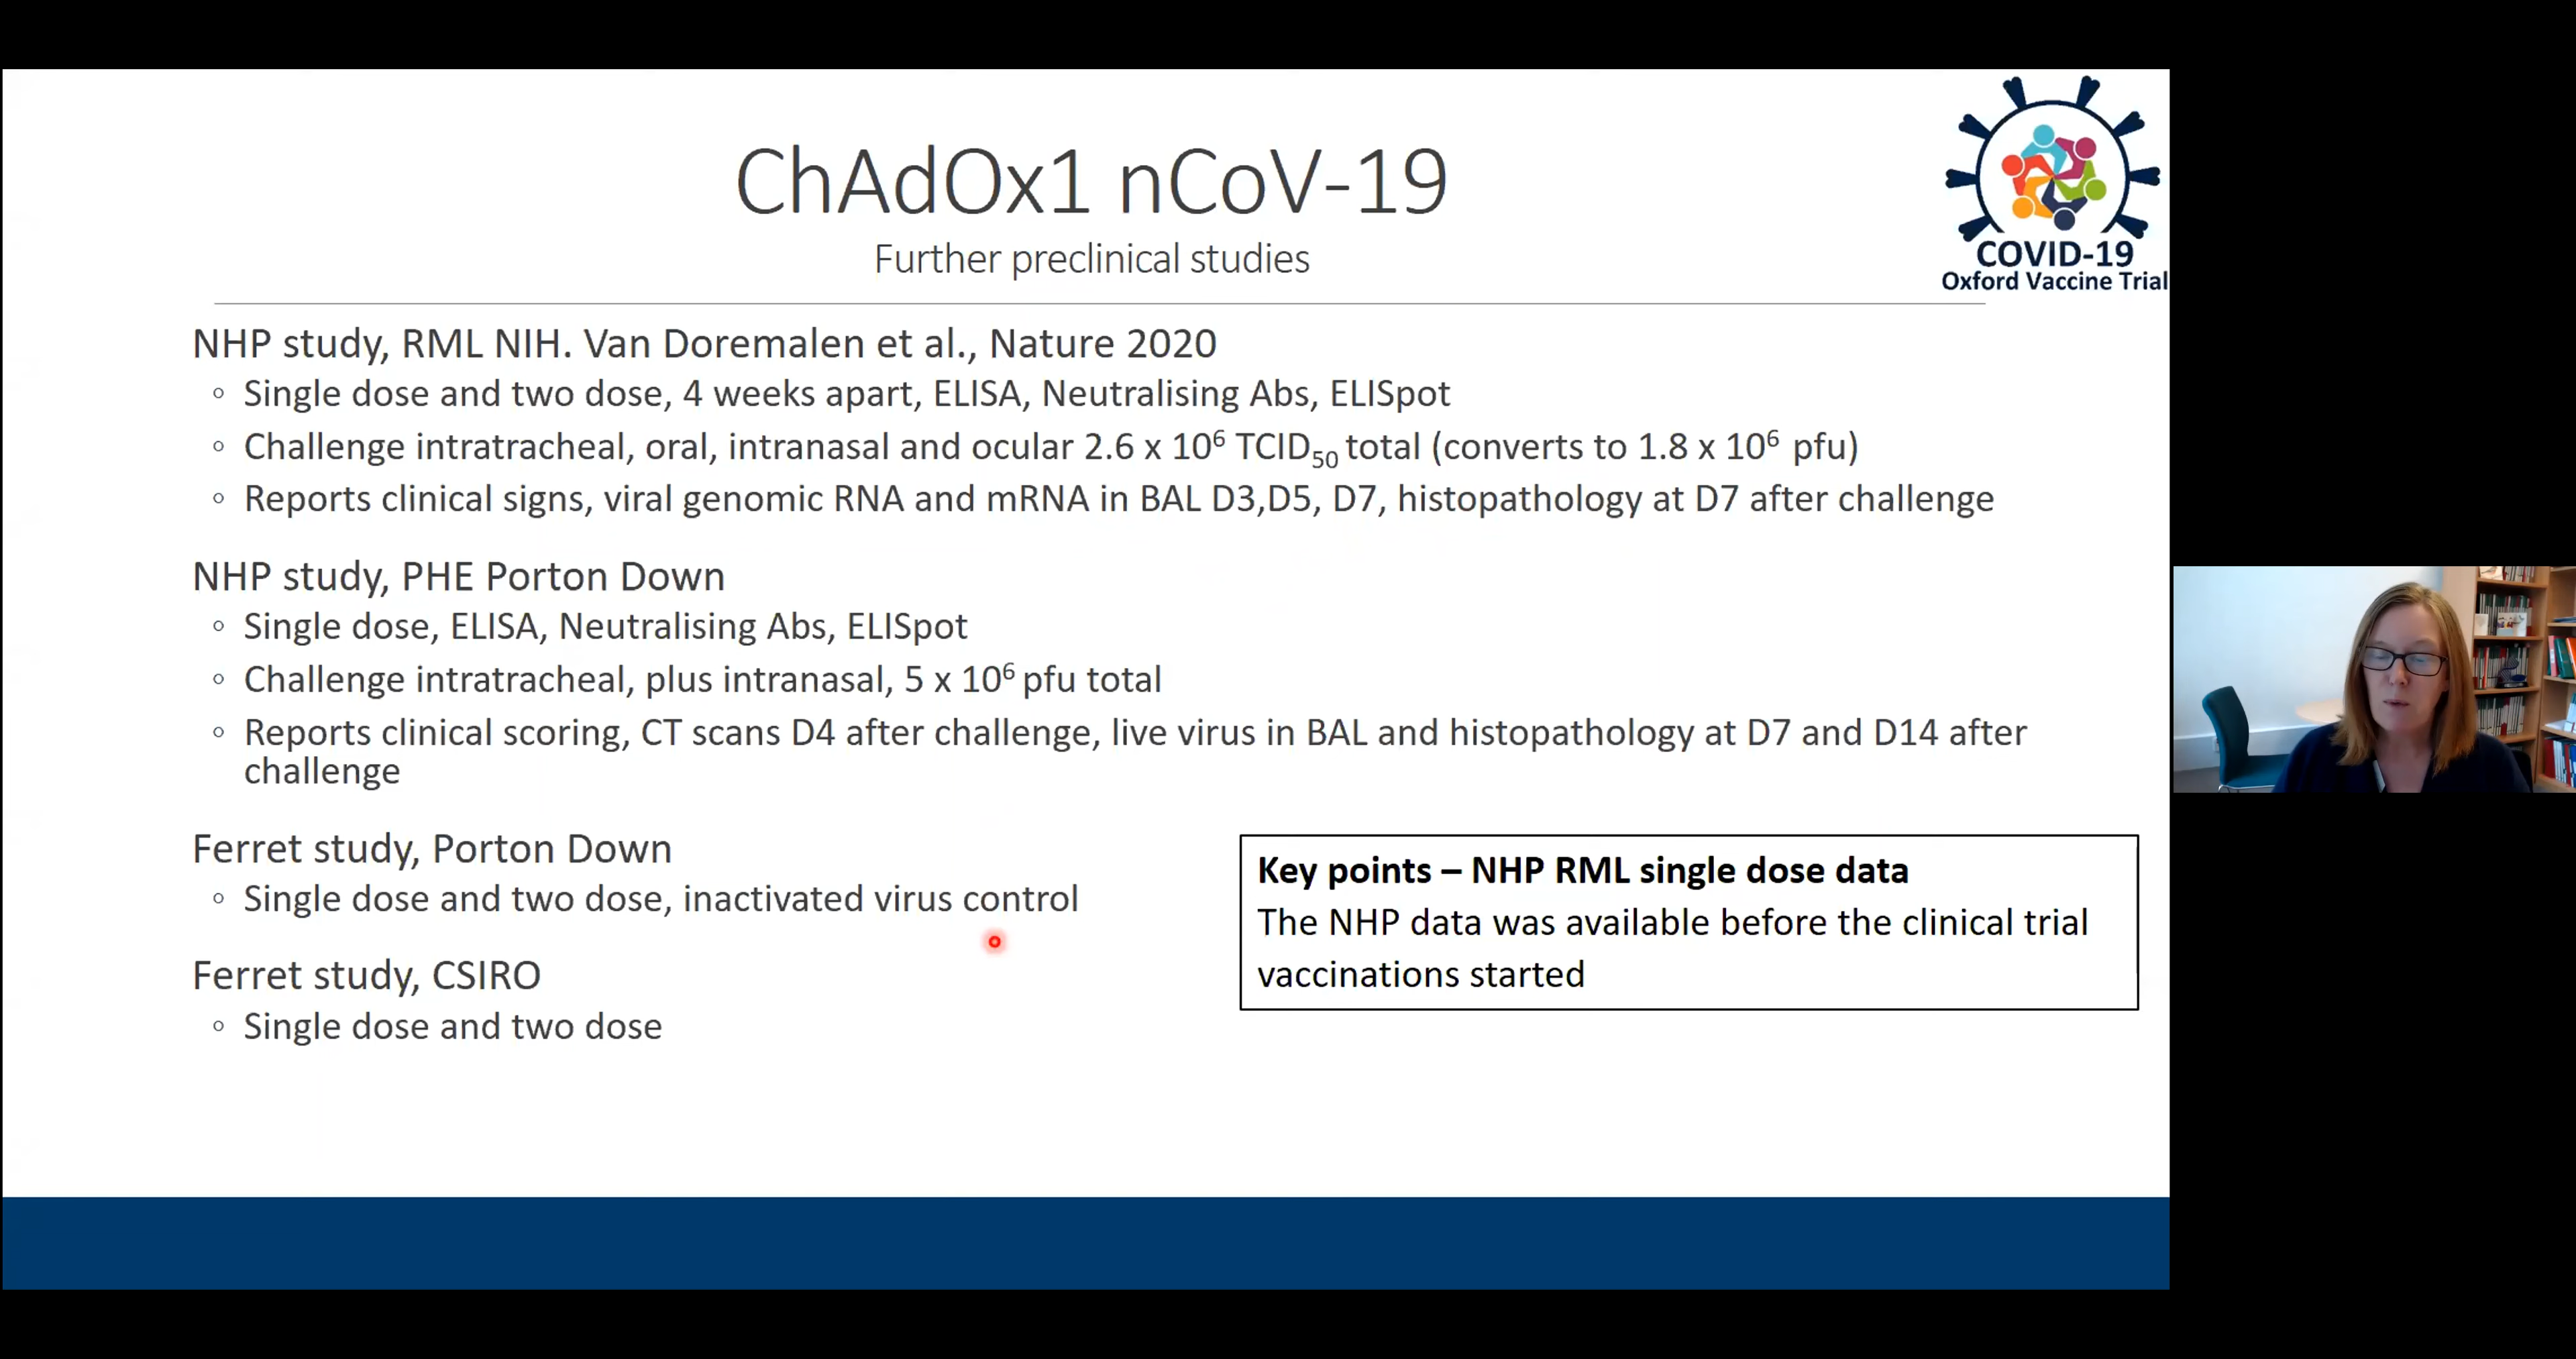 ChAdOx1 nCoV-19
Further preclinical studies
COVID-19
Oxford Vaccine Trial
NHP study, RML NIH. Van Doremalen et al., Nature 2020
◦ Single dose and two dose, 4 weeks apart, ELISA, Neutralising Abs, ELISpot
◦ Challenge intratracheal, oral, intranasal and ocular 2.6 x 10⁶ TCID₅₀ total (converts to 1.8 x 10⁶ pfu)
◦ Reports clinical signs, viral genomic RNA and mRNA in BAL D3,D5, D7, histopathology at D7 after challenge
NHP study, PHE Porton Down
◦ Single dose, ELISA, Neutralising Abs, ELISpot
◦ Challenge intratracheal, plus intranasal, 5 x 10⁶ pfu total
◦ Reports clinical scoring, CT scans D4 after challenge, live virus in BAL and histopathology at D7 and D14 after
challenge
Ferret study, Porton Down
◦ Single dose and two dose, inactivated virus control
Ferret study, CSIRO
◦ Single dose and two dose
Key points – NHP RML single dose data
The NHP data was available before the clinical trial
vaccinations started